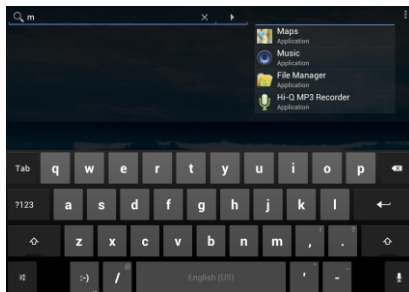 m
Maps
Application
Music
Application
File Manager
Application
Hi-Q MP3 Recorder
Application
Tab q w e r t y u i o p
?123 a s d f g h j k l
z x c v b n m , ! . ?
:-) / @ English (US) ' -